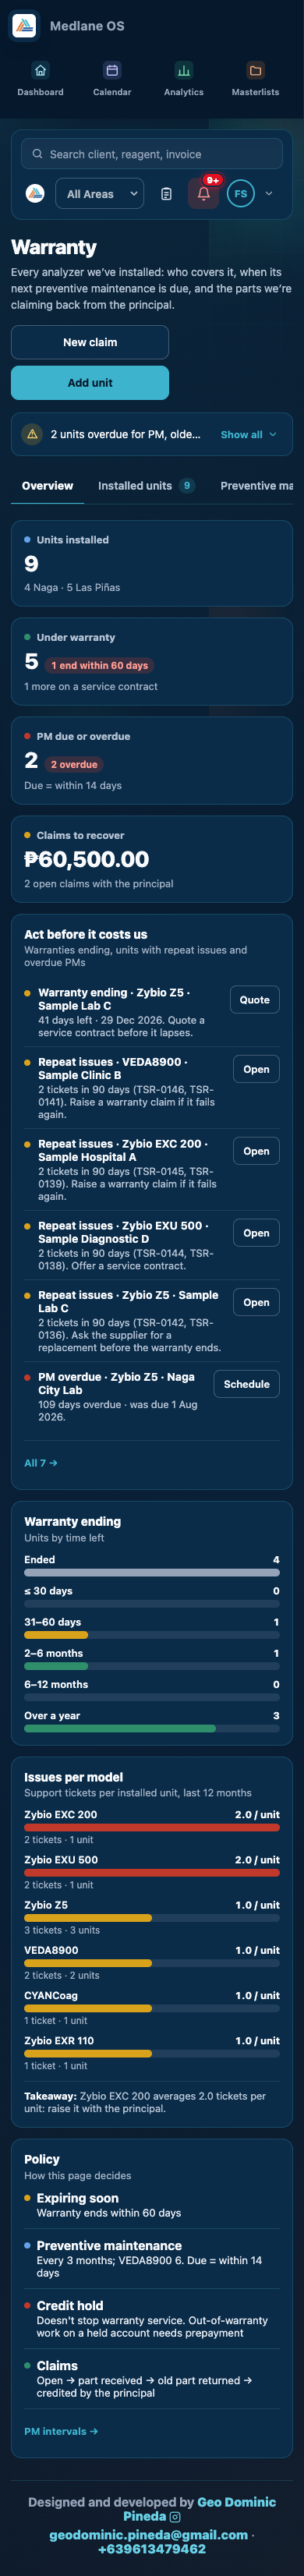 Medlane OS
Dashboard
Calendar
Analytics
Masterlists
Search client, reagent, invoice
All Areas
9+
FS
Warranty
Every analyzer we've installed: who covers it, when its
next preventive maintenance is due, and the parts we're
claiming back from the principal.
New claim
Add unit
2 units overdue for PM, olde...
Show all
Overview
Installed units 9
Preventive ma
Units installed
9
4 Naga · 5 Las Piñas
Under warranty
5 1 end within 60 days
1 more on a service contract
PM due or overdue
2 2 overdue
Due = within 14 days
Claims to recover
₱60,500.00
2 open claims with the principal
Act before it costs us
Warranties ending, units with repeat issues and
overdue PMs
Warranty ending · Zybio Z5 ·
Sample Lab C
41 days left · 29 Dec 2026. Quote a
service contract before it lapses.
Quote
Repeat issues · VEDA8900 ·
Sample Clinic B
2 tickets in 90 days (TSR-0146, TSR-
0141). Raise a warranty claim if it fails
again.
Open
Repeat issues · Zybio EXC 200 ·
Sample Hospital A
2 tickets in 90 days (TSR-0145, TSR-
0139). Raise a warranty claim if it fails
again.
Open
Repeat issues · Zybio EXU 500 ·
Sample Diagnostic D
2 tickets in 90 days (TSR-0144, TSR-
0138). Offer a service contract.
Open
Repeat issues · Zybio Z5 · Sample
Lab C
2 tickets in 90 days (TSR-0142, TSR-
0136). Ask the supplier for a
replacement before the warranty ends.
Open
PM overdue · Zybio Z5 · Naga
City Lab
109 days overdue · was due 1 Aug
2026.
Schedule
All 7 →
Warranty ending
Units by time left
Ended 4
≤ 30 days 0
31–60 days 1
2–6 months 1
6–12 months 0
Over a year 3
Issues per model
Support tickets per installed unit, last 12 months
Zybio EXC 200 2.0 / unit
2 tickets · 1 unit
Zybio EXU 500 2.0 / unit
2 tickets · 1 unit
Zybio Z5 1.0 / unit
3 tickets · 3 units
VEDA8900 1.0 / unit
2 tickets · 2 units
CYANCoag 1.0 / unit
1 ticket · 1 unit
Zybio EXR 110 1.0 / unit
1 ticket · 1 unit
Takeaway: Zybio EXC 200 averages 2.0 tickets per
unit: raise it with the principal.
Policy
How this page decides
Expiring soon
Warranty ends within 60 days
Preventive maintenance
Every 3 months; VEDA8900 6. Due = within 14
days
Credit hold
Doesn't stop warranty service. Out-of-warranty
work on a held account needs prepayment
Claims
Open → part received → old part returned →
credited by the principal
PM intervals →
Designed and developed by Geo Dominic
Pineda
geodominic.pineda@gmail.com ·
+639613479462